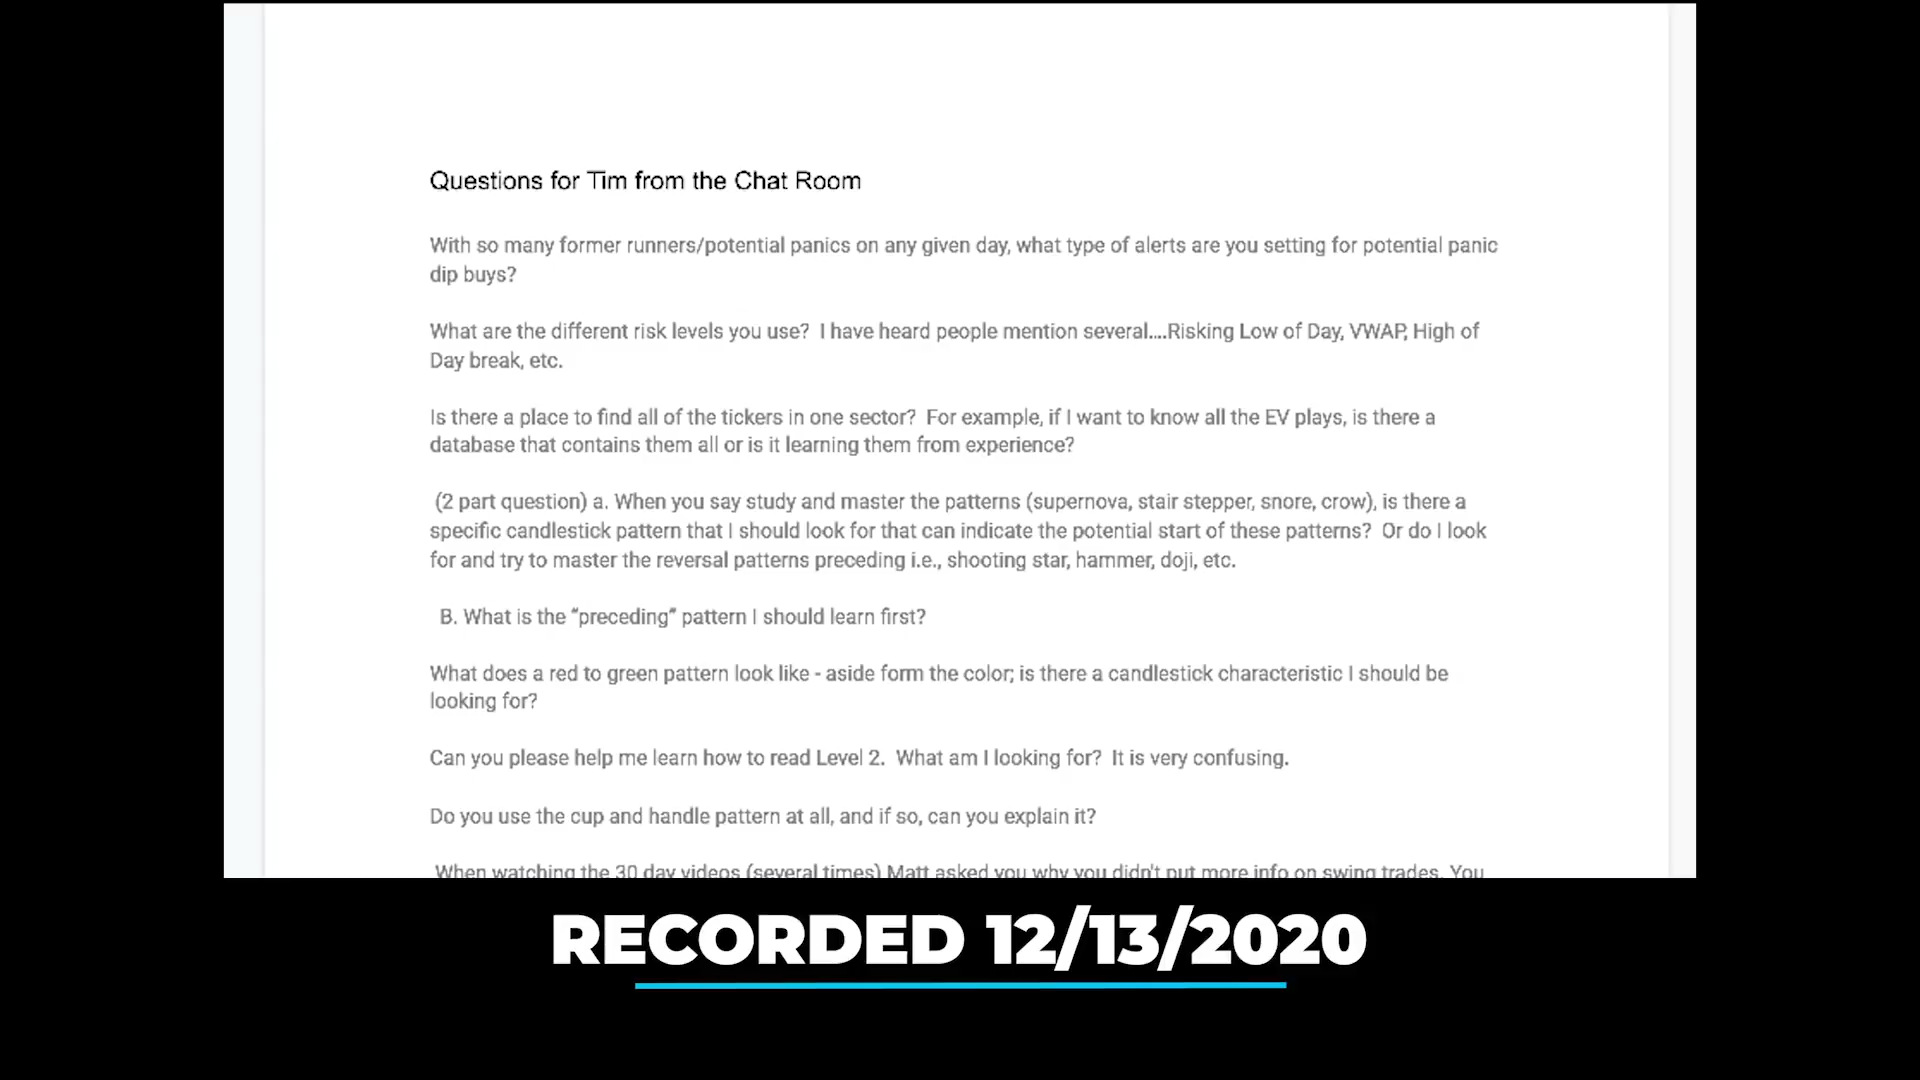 Questions for Tim from the Chat Room
With so many former runners/potential panics on any given day, what type of alerts are you setting for potential panic
dip buys?
What are the different risk levels you use?  I have heard people mention several....Risking Low of Day, VWAP, High of
Day break, etc.
Is there a place to find all of the tickers in one sector?  For example, if I want to know all the EV plays, is there a
database that contains them all or is it learning them from experience?
(2 part question) a. When you say study and master the patterns (supernova, stair stepper, snore, crow), is there a
specific candlestick pattern that I should look for that can indicate the potential start of these patterns?  Or do I look
for and try to master the reversal patterns preceding i.e., shooting star, hammer, doji, etc.
B. What is the “preceding” pattern I should learn first?
What does a red to green pattern look like - aside form the color; is there a candlestick characteristic I should be
looking for?
Can you please help me learn how to read Level 2.  What am I looking for?  It is very confusing.
Do you use the cup and handle pattern at all, and if so, can you explain it?
When watching the 30 day videos (several times) Matt asked you why you didn't put more info on swing trades. You
RECORDED 12/13/2020